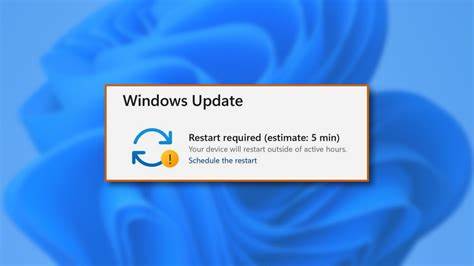 Windows Update
Restart required (estimate: 5 min)
Your device will restart outside of active hours.
Schedule the restart